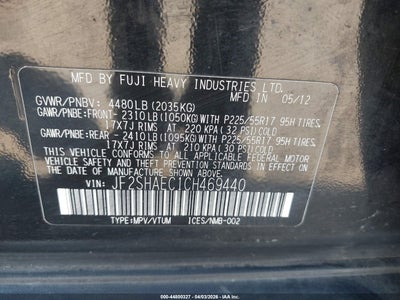 MFD BY FUJI HEAVY INDUSTRIES LTD.
GVWR/PNBV: 4480LB(2035KG) MFD IN 05/12
GAWR/PNBE:FRONT- 2310LB(1050KG)WITH P225/55R17 95H TIRES
17X7J RIMS AT 220 KPA( 32 PSI)COLD
GAWR/PNBE:REAR - 2410LB(1095KG)WITH P225/55R17 95H TIRES
17X7J RIMS AT 210 KPA( 30 PSI)COLD
THIS VEHICLE CONFORMS TO ALL APPLICABLE FEDERAL MOTOR
VEHICLE SAFETY, BUMPER, AND THEFT PREVENTION STANDARDS
IN EFFECT ON THE DATE OF MANUFACTURE SHOWN ABOVE.
VIN: JF2SHAEC1CH469440
TYPE:MPV/VTUM ICES/NMB-002
000-44800327 - 04/03/2026 - IAA Inc.